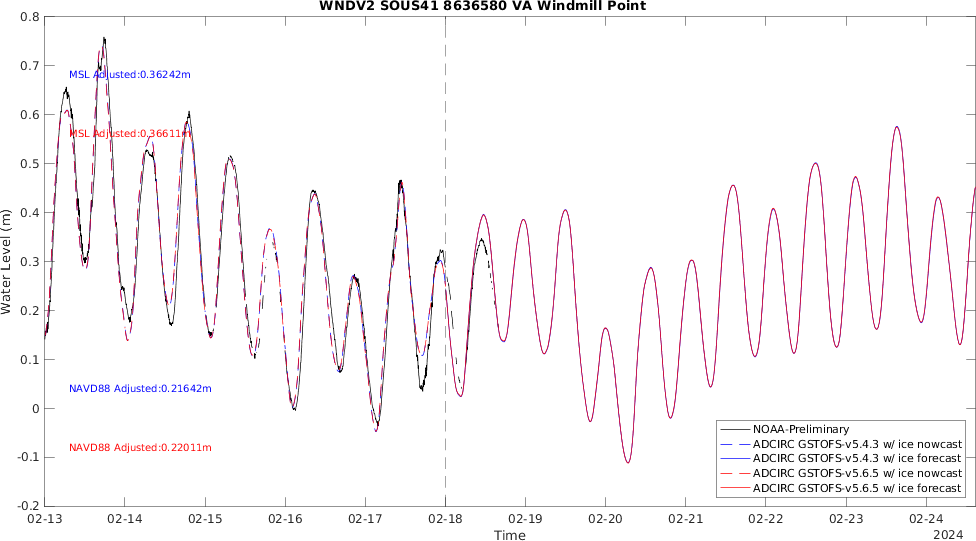 WNDV2 SOUS41 8636580 VA Windmill Point
0.8
0.7
0.6
0.5
0.4
0.3
0.2
0.1
0
-0.1
-0.2
Water Level (m)
MSL Adjusted:0.36242m
MSL Adjusted:0.36611m
NAVD88 Adjusted:0.21642m
NAVD88 Adjusted:0.22011m
NOAA-Preliminary
ADCIRC GSTOFS-v5.4.3 w/ ice nowcast
ADCIRC GSTOFS-v5.4.3 w/ ice forecast
ADCIRC GSTOFS-v5.6.5 w/ ice nowcast
ADCIRC GSTOFS-v5.6.5 w/ ice forecast
02-13 02-14 02-15 02-16 02-17 02-18 02-19 02-20 02-21 02-22 02-23 02-24
Time
2024